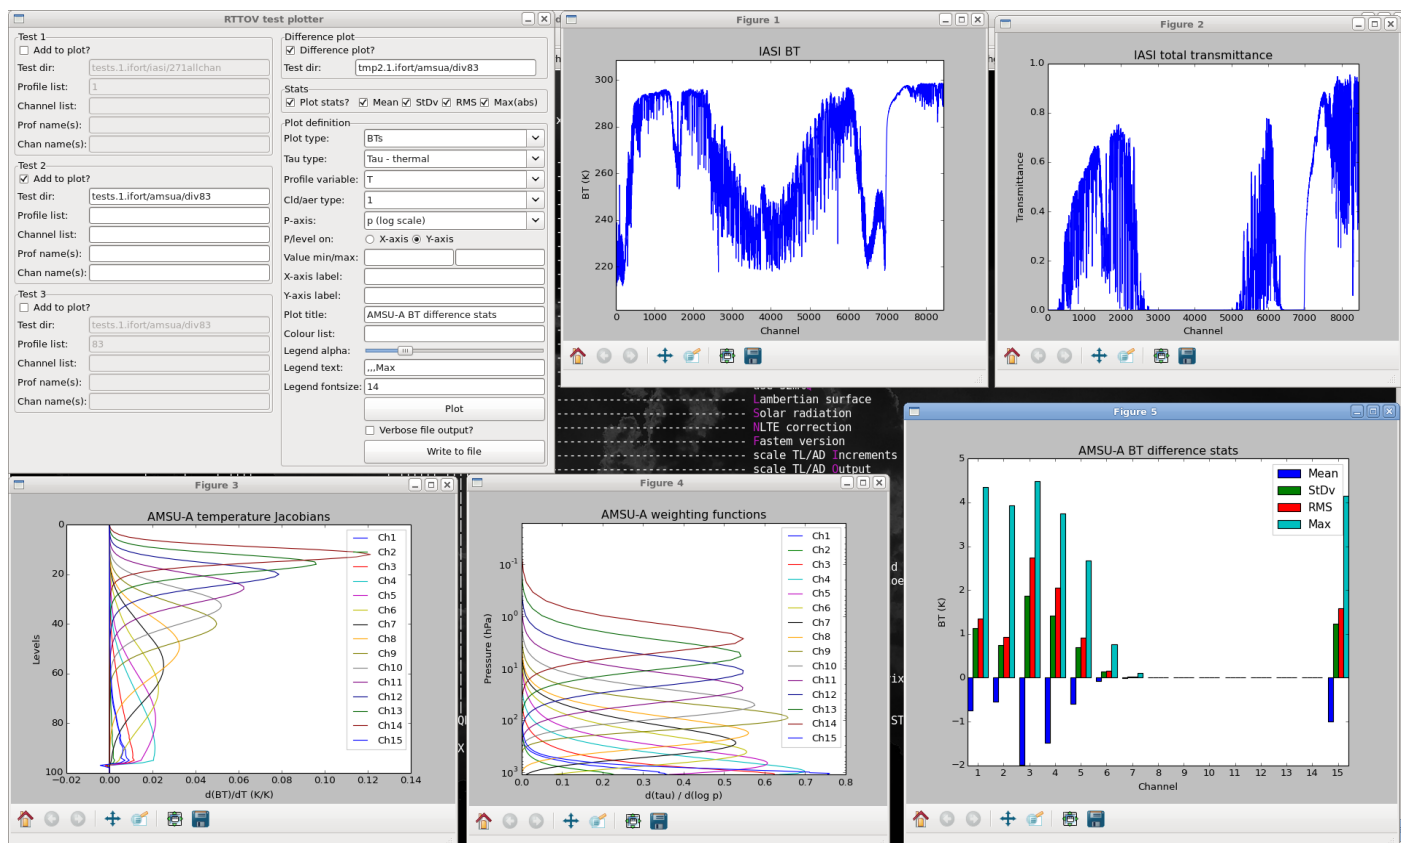 RTTOV test plotter
Test 1
Add to plot?
Test dir: tests.1.ifort/iasi/271allchan
Profile list: 1
Channel list:
Prof name(s):
Chan name(s):
Test 2
Add to plot?
Test dir: tests.1.ifort/amsua/div83
Profile list:
Channel list:
Prof name(s):
Chan name(s):
Test 3
Add to plot?
Test dir: tests.1.ifort/amsua/div83
Profile list: 83
Channel list:
Prof name(s):
Chan name(s):
Difference plot
Difference plot?
Test dir: tmp2.1.ifort/amsua/div83
Stats
Plot stats? Mean StDv RMS Max(abs)
Plot definition
Plot type: BTs
Tau type: Tau - thermal
Profile variable: T
Cld/aer type: 1
P-axis: p (log scale)
P/level on: X-axis Y-axis
Value min/max:
X-axis label:
Y-axis label:
Plot title: AMSU-A BT difference stats
Colour list:
Legend alpha:
Legend text: ,,,Max
Legend fontsize: 14
Plot
Verbose file output?
Write to file
Figure 1
IASI BT
BT (K)
300
280
260
240
220
0 1000 2000 3000 4000 5000 6000 7000 8000
Channel
Figure 2
IASI total transmittance
Transmittance
1.0
0.8
0.6
0.4
0.2
0.0
0 1000 2000 3000 4000 5000 6000 7000 8000
Channel
Lambertian surface
Solar radiation
NLTE correction
Fastem version
scale TL/AD Increments
scale TL/AD Output
Figure 3
AMSU-A temperature Jacobians
Levels
0
20
40
60
80
100
−0.02 0.00 0.02 0.04 0.06 0.08 0.10 0.12 0.14
d(BT)/dT (K/K)
Ch1
Ch2
Ch3
Ch4
Ch5
Ch6
Ch7
Ch8
Ch9
Ch10
Ch11
Ch12
Ch13
Ch14
Ch15
Figure 4
AMSU-A weighting functions
Pressure (hPa)
10⁻¹
10⁰
10¹
10²
10³
0.0 0.1 0.2 0.3 0.4 0.5 0.6 0.7 0.8
d(tau) / d(log p)
Ch1
Ch2
Ch3
Ch4
Ch5
Ch6
Ch7
Ch8
Ch9
Ch10
Ch11
Ch12
Ch13
Ch14
Ch15
Figure 5
AMSU-A BT difference stats
BT (K)
5
4
3
2
1
0
−1
−2
1 2 3 4 5 6 7 8 9 10 11 12 13 14 15
Channel
Mean
StDv
RMS
Max